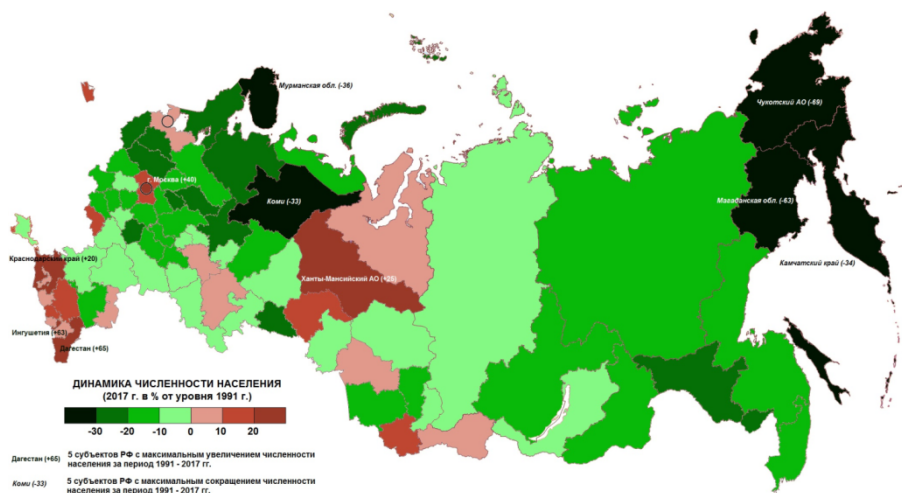 Мурманская обл. (-36)
Чукотский АО (-69)
г. Москва (+40)
Коми (-33)
Магаданская обл. (-63)
Краснодарский край (+20)
Камчатский край (-34)
Ингушетия (+63)
Дагестан (+65)
ДИНАМИКА ЧИСЛЕННОСТИ НАСЕЛЕНИЯ
(2017 г. в % от уровня 1991 г.)
-30 -20 -10 0 10 20
Дагестан (+65) 5 субъектов РФ с максимальным увеличением численности
населения за период 1991 - 2017 гг.
Коми (-33) 5 субъектов РФ с максимальным сокращением численности
населения за период 1991 - 2017 гг.
Ханты-Мансийский АО